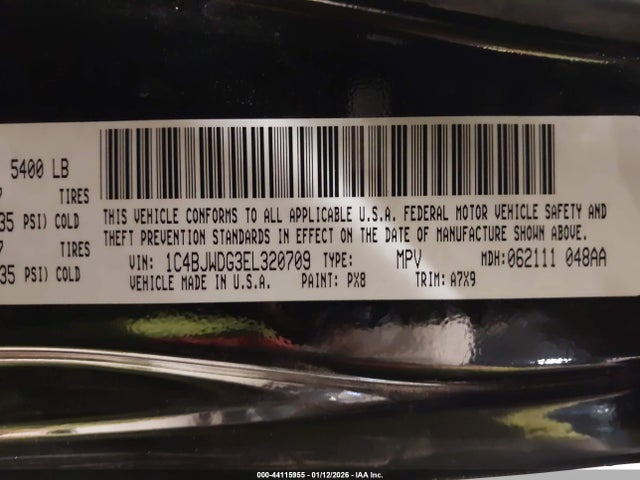 5400 LB
TIRES
35 PSI) COLD
TIRES
35 PSI) COLD
THIS VEHICLE CONFORMS TO ALL APPLICABLE U.S.A. FEDERAL MOTOR VEHICLE SAFETY AND
THEFT PREVENTION STANDARDS IN EFFECT ON THE DATE OF MANUFACTURE SHOWN ABOVE.
VIN: 1C4BJWDG3EL320709 TYPE: MPV MDH:062111 048AA
VEHICLE MADE IN U.S.A. PAINT: PX8 TRIM: A7X9
000-44115955 - 01/12/2026 - IAA Inc.